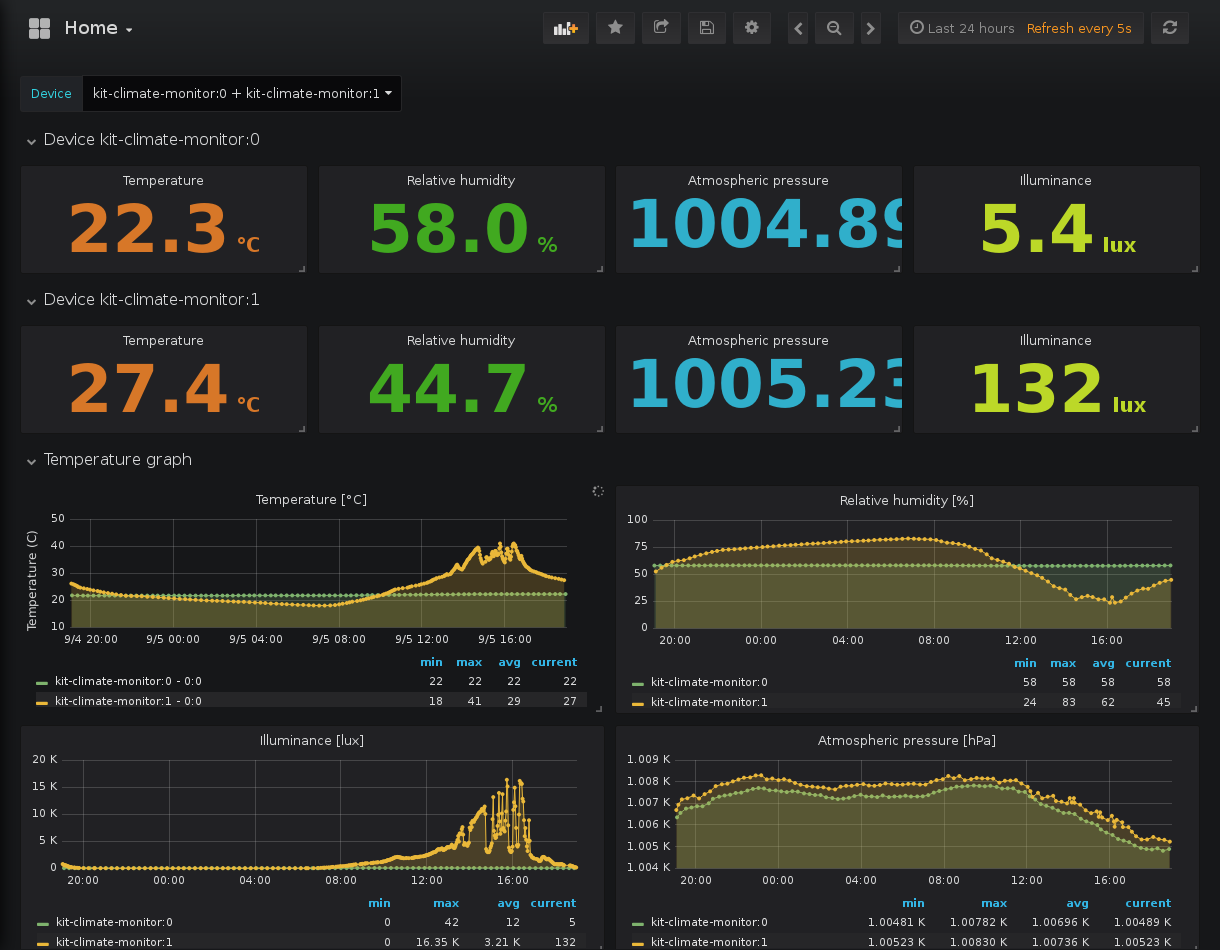 Home
Last 24 hours Refresh every 5s
Device kit-climate-monitor:0 + kit-climate-monitor:1
Device kit-climate-monitor:0
Temperature Relative humidity Atmospheric pressure Illuminance
22.3 °C 58.0 % 1004.89 5.4 lux
Device kit-climate-monitor:1
Temperature Relative humidity Atmospheric pressure Illuminance
27.4 °C 44.7 % 1005.23 132 lux
Temperature graph
Temperature [°C]
Temperature (C)
50
40
30
20
10
9/4 20:00 9/5 00:00 9/5 04:00 9/5 08:00 9/5 12:00 9/5 16:00
min max avg current
kit-climate-monitor:0 - 0:0 22 22 22 22
kit-climate-monitor:1 - 0:0 18 41 29 27
Relative humidity [%]
100
75
50
25
0
20:00 00:00 04:00 08:00 12:00 16:00
min max avg current
kit-climate-monitor:0 58 58 58 58
kit-climate-monitor:1 24 83 62 45
Illuminance [lux]
20 K
15 K
10 K
5 K
0
20:00 00:00 04:00 08:00 12:00 16:00
min max avg current
kit-climate-monitor:0 0 42 12 5
kit-climate-monitor:1 0 16.35 K 3.21 K 132
Atmospheric pressure [hPa]
1.009 K
1.008 K
1.007 K
1.006 K
1.005 K
1.004 K
20:00 00:00 04:00 08:00 12:00 16:00
min max avg current
kit-climate-monitor:0 1.00481 K 1.00782 K 1.00696 K 1.00489 K
kit-climate-monitor:1 1.00523 K 1.00830 K 1.00736 K 1.00523 K